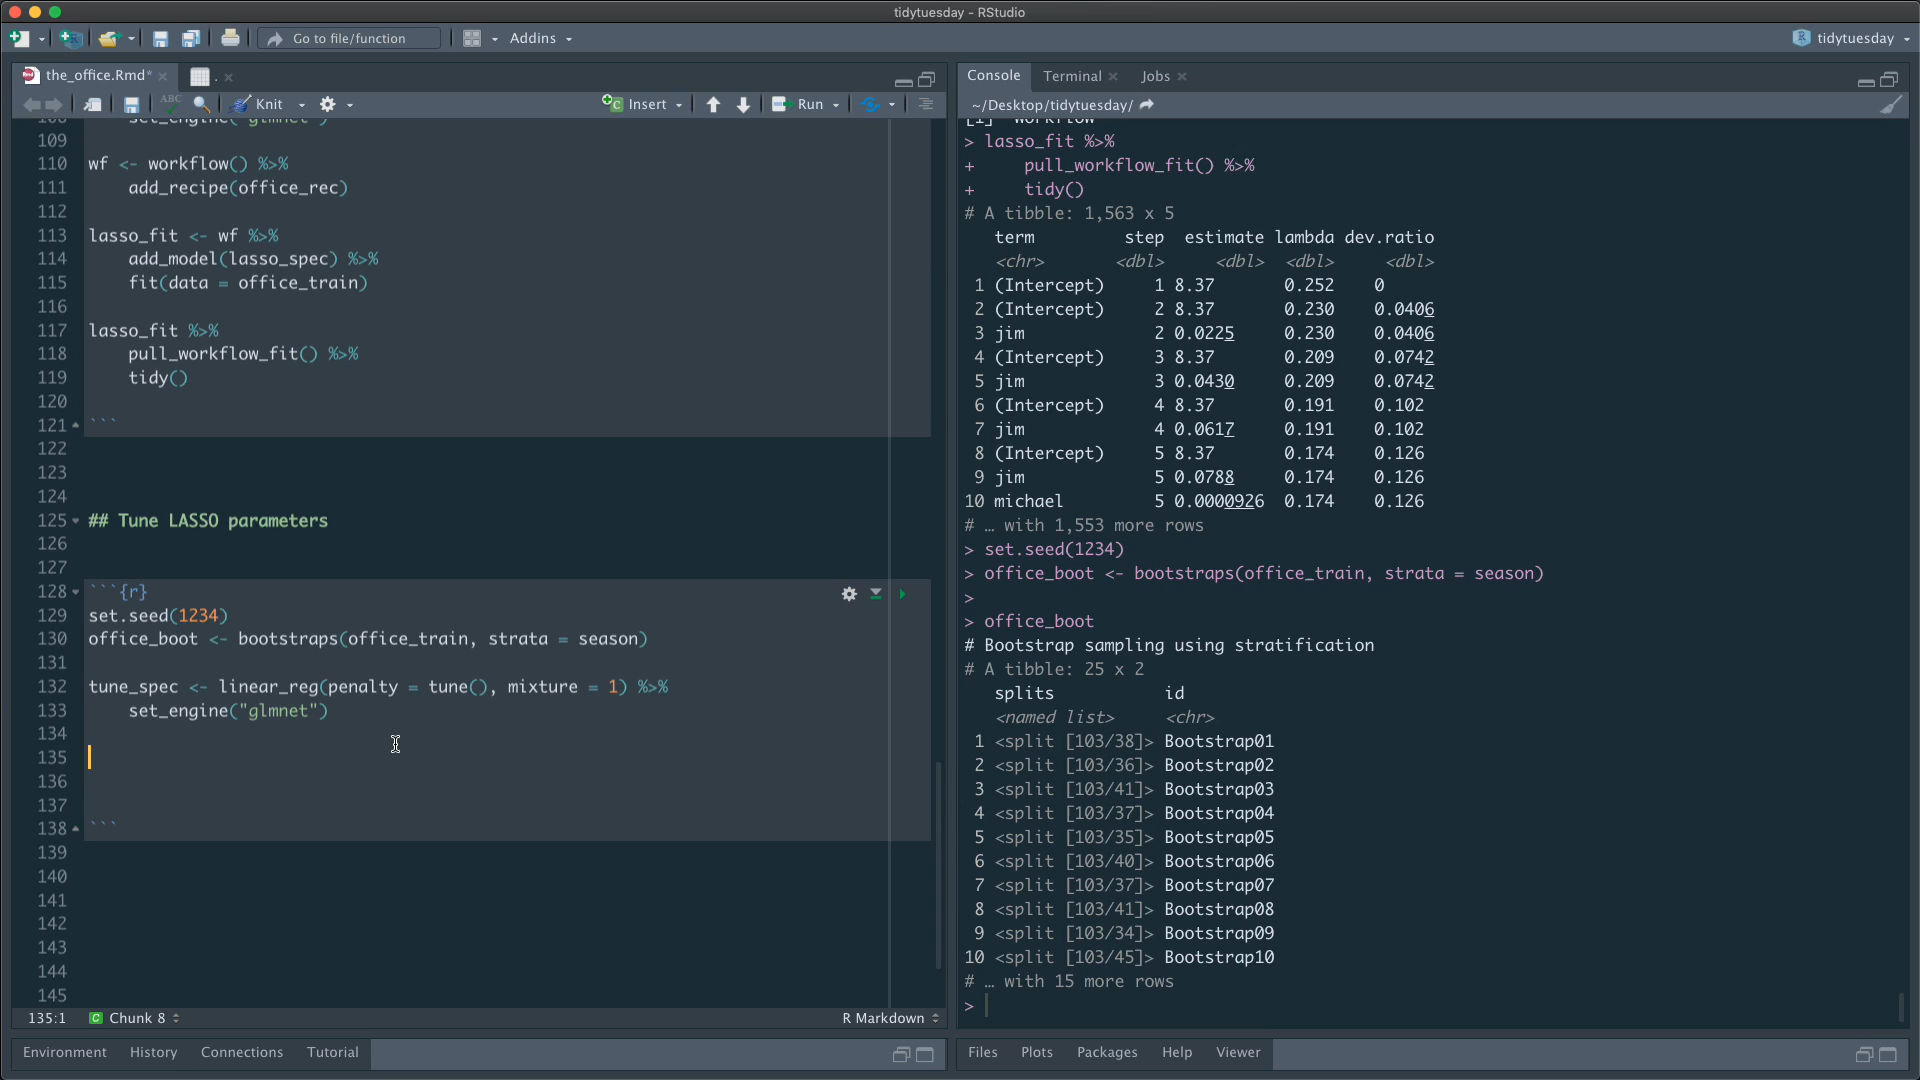 tidytuesday - RStudio
Go to file/function
Addins
tidytuesday
the_office.Rmd*
.
ABC
Knit
Insert
Run
108 set_engine("glmnet")
109
110 wf <- workflow() %>%
111 add_recipe(office_rec)
112
113 lasso_fit <- wf %>%
114 add_model(lasso_spec) %>%
115 fit(data = office_train)
116
117 lasso_fit %>%
118 pull_workflow_fit() %>%
119 tidy()
120
121 ```
122
123
124
125 ## Tune LASSO parameters
126
127
128 ```{r}
129 set.seed(1234)
130 office_boot <- bootstraps(office_train, strata = season)
131
132 tune_spec <- linear_reg(penalty = tune(), mixture = 1) %>%
133 set_engine("glmnet")
134
135
136
137
138 ```
139
140
141
142
143
144
145
135:1 C Chunk 8 R Markdown
Environment History Connections Tutorial
Console Terminal Jobs
~/Desktop/tidytuesday/
[1] "workflow"
> lasso_fit %>%
+ pull_workflow_fit() %>%
+ tidy()
# A tibble: 1,563 x 5
term step estimate lambda dev.ratio
<chr> <dbl> <dbl> <dbl> <dbl>
1 (Intercept) 1 8.37 0.252 0
2 (Intercept) 2 8.37 0.230 0.0406
3 jim 2 0.0225 0.230 0.0406
4 (Intercept) 3 8.37 0.209 0.0742
5 jim 3 0.0430 0.209 0.0742
6 (Intercept) 4 8.37 0.191 0.102
7 jim 4 0.0617 0.191 0.102
8 (Intercept) 5 8.37 0.174 0.126
9 jim 5 0.0788 0.174 0.126
10 michael 5 0.0000926 0.174 0.126
# … with 1,553 more rows
> set.seed(1234)
> office_boot <- bootstraps(office_train, strata = season)
>
> office_boot
# Bootstrap sampling using stratification
# A tibble: 25 x 2
splits id
<named list> <chr>
1 <split [103/38]> Bootstrap01
2 <split [103/36]> Bootstrap02
3 <split [103/41]> Bootstrap03
4 <split [103/37]> Bootstrap04
5 <split [103/35]> Bootstrap05
6 <split [103/40]> Bootstrap06
7 <split [103/37]> Bootstrap07
8 <split [103/41]> Bootstrap08
9 <split [103/34]> Bootstrap09
10 <split [103/45]> Bootstrap10
# … with 15 more rows
>
Files Plots Packages Help Viewer